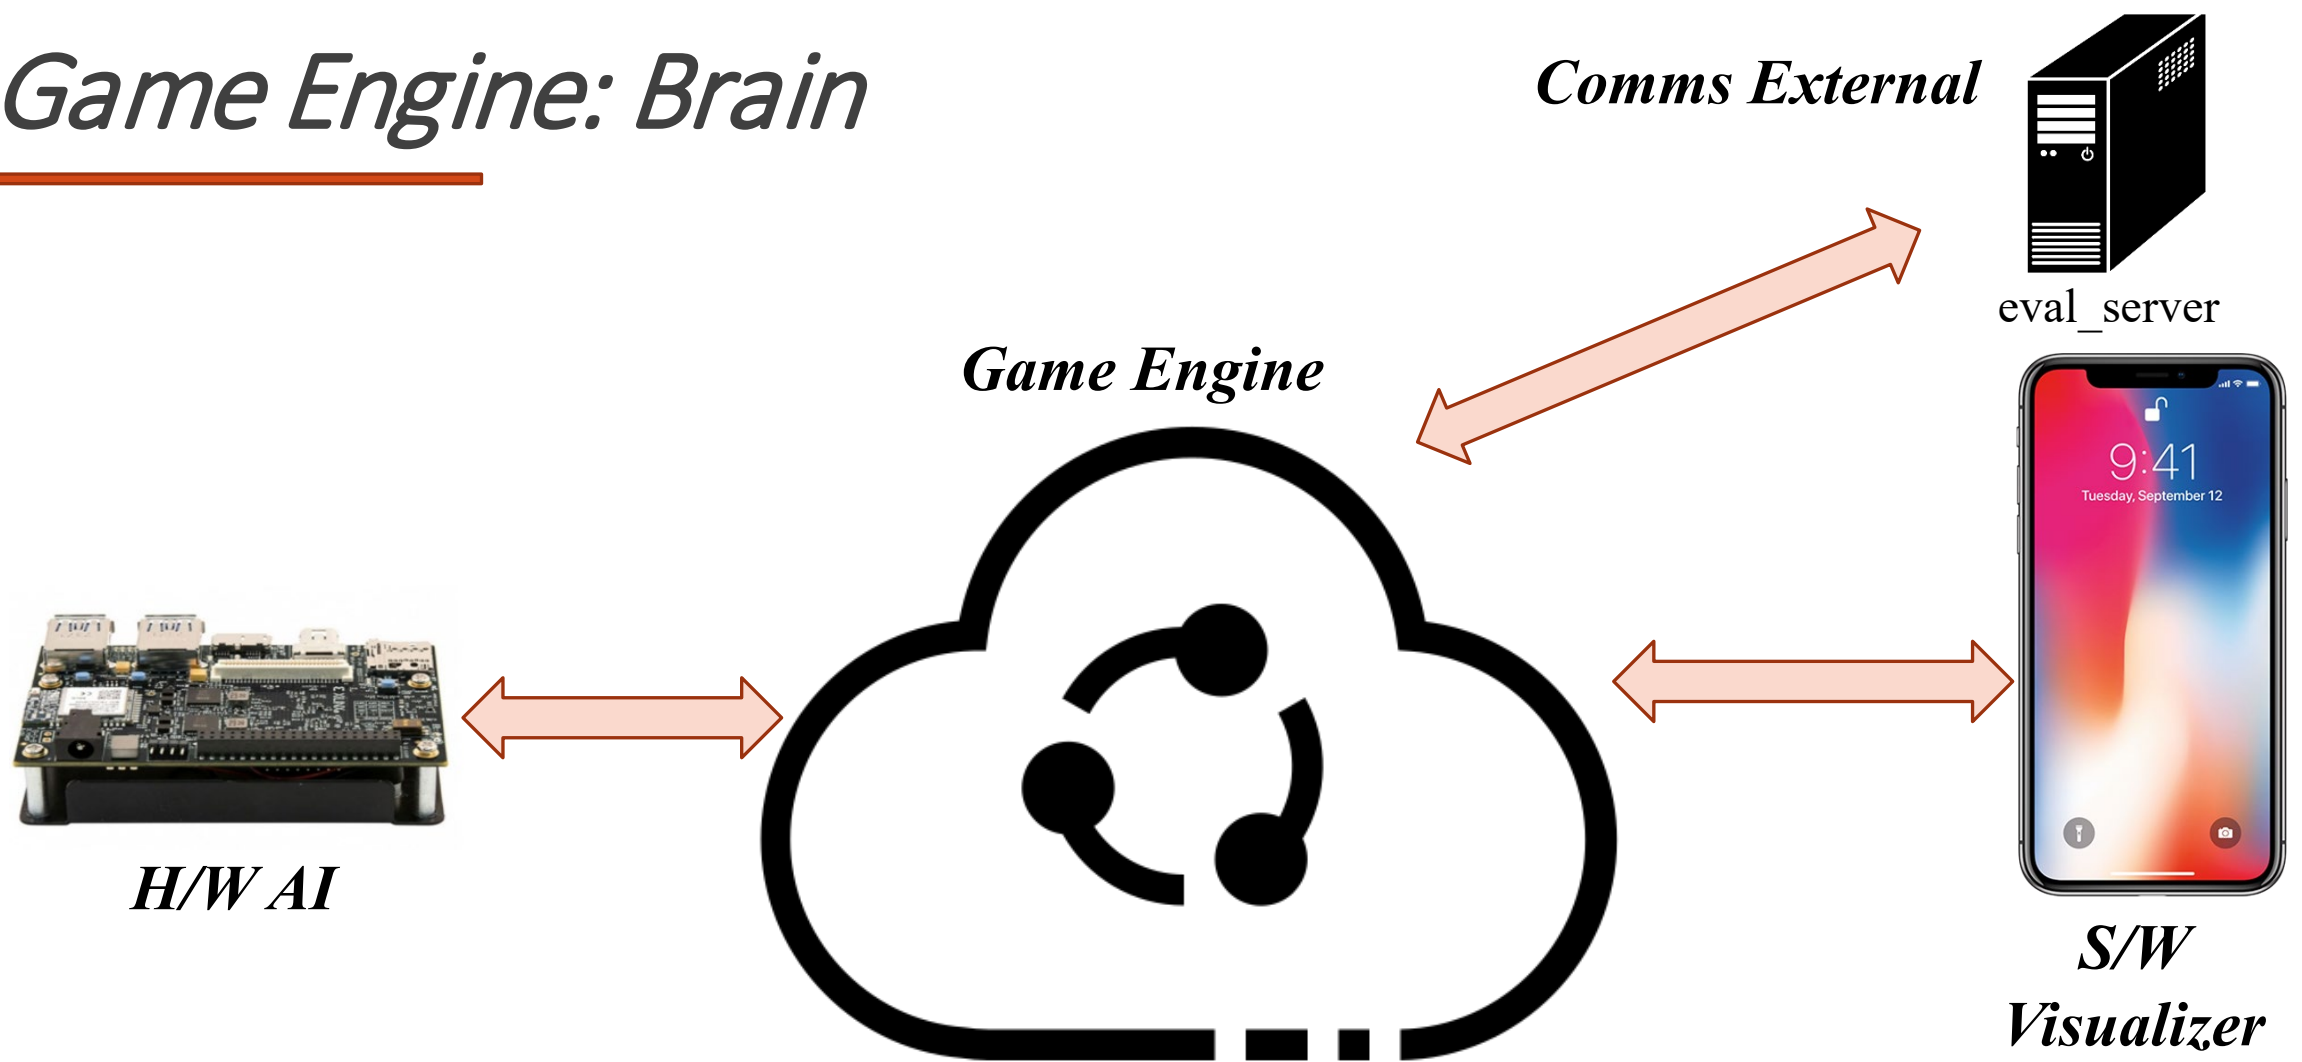 Game Engine: Brain
Comms External
eval_server
Game Engine
9:41
Tuesday, September 12
H/W AI
S/W
Visualizer